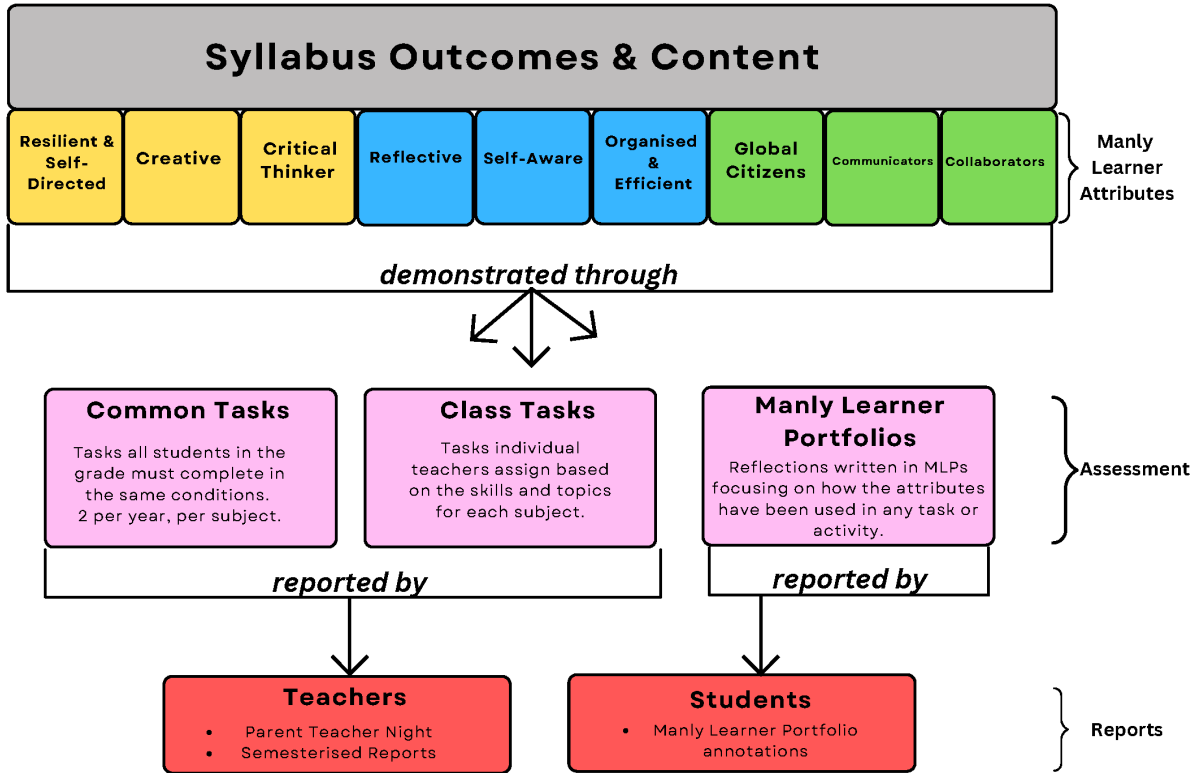 Syllabus Outcomes & Content
Resilient &
Self-
Directed
Creative
Critical
Thinker
Reflective
Self-Aware
Organised
&
Efficient
Global
Citizens
Communicators
Collaborators
Manly
Learner
Attributes
demonstrated through
Common Tasks
Tasks all students in the
grade must complete in
the same conditions.
2 per year, per subject.
Class Tasks
Tasks individual
teachers assign based
on the skills and topics
for each subject.
Manly Learner
Portfolios
Reflections written in MLPs
focusing on how the attributes
have been used in any task or
activity.
Assessment
reported by
reported by
Teachers
• Parent Teacher Night
• Semesterised Reports
Students
• Manly Learner Portfolio
annotations
Reports